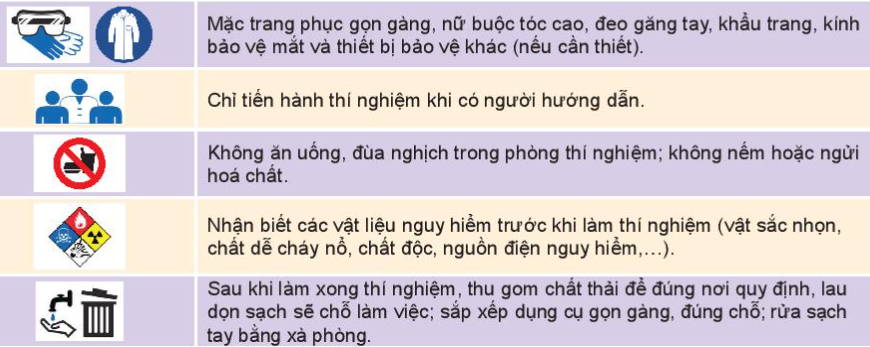 Mặc trang phục gọn gàng, nữ buộc tóc cao, đeo găng tay, khẩu trang, kính
bảo vệ mắt và thiết bị bảo vệ khác (nếu cần thiết).
Chỉ tiến hành thí nghiệm khi có người hướng dẫn.
Không ăn uống, đùa nghịch trong phòng thí nghiệm; không nếm hoặc ngửi
hoá chất.
Nhận biết các vật liệu nguy hiểm trước khi làm thí nghiệm (vật sắc nhọn,
chất dễ cháy nổ, chất độc, nguồn điện nguy hiểm,…).
Sau khi làm xong thí nghiệm, thu gom chất thải để đúng nơi quy định, lau
dọn sạch sẽ chỗ làm việc; sắp xếp dụng cụ gọn gàng, đúng chỗ; rửa sạch
tay bằng xà phòng.